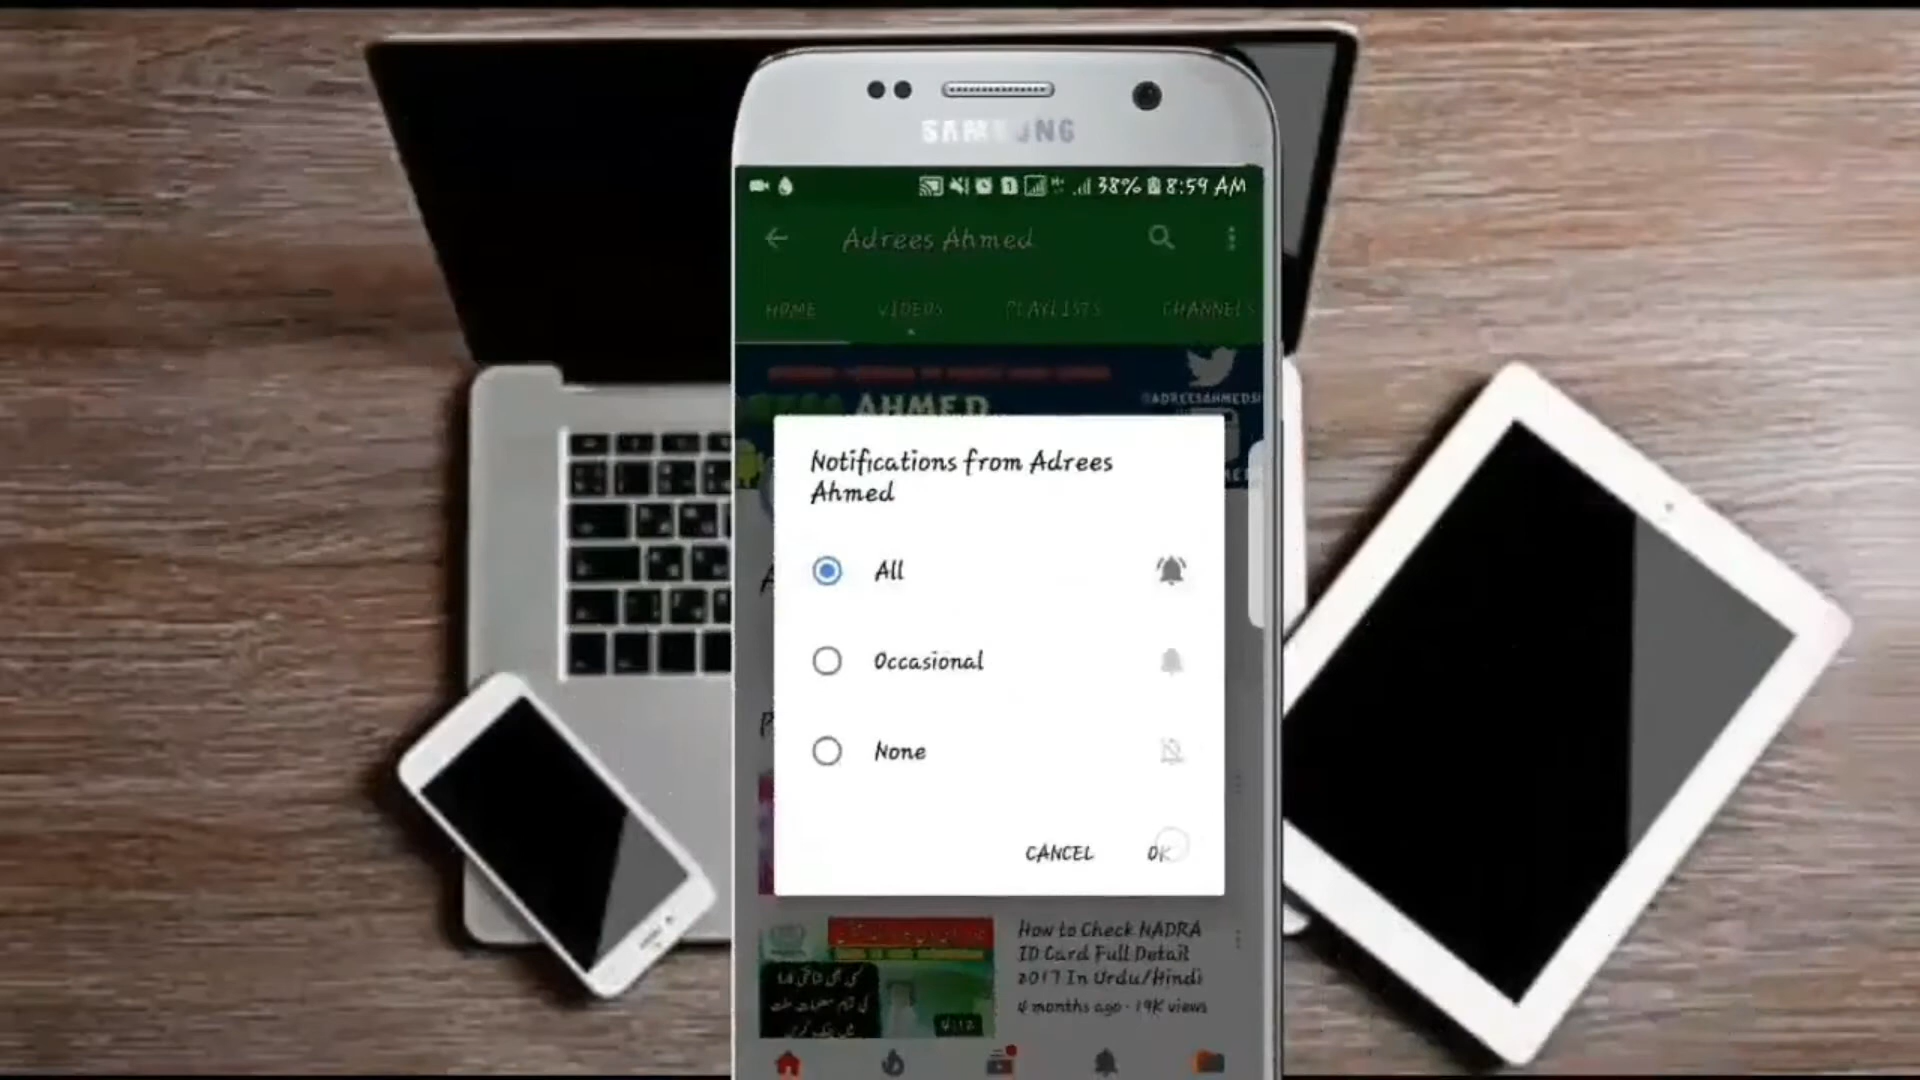 SAMSUNG
38% 8:59 AM
Adrees Ahmed
HOME VIDEOS PLAYLISTS CHANNELS
AHMED
Notifications from Adrees
Ahmed
All
Occasional
None
CANCEL OK
How to Check NADRA
ID Card Full Detail
2017 In Urdu/Hindi
4 months ago · 19K views
4:12